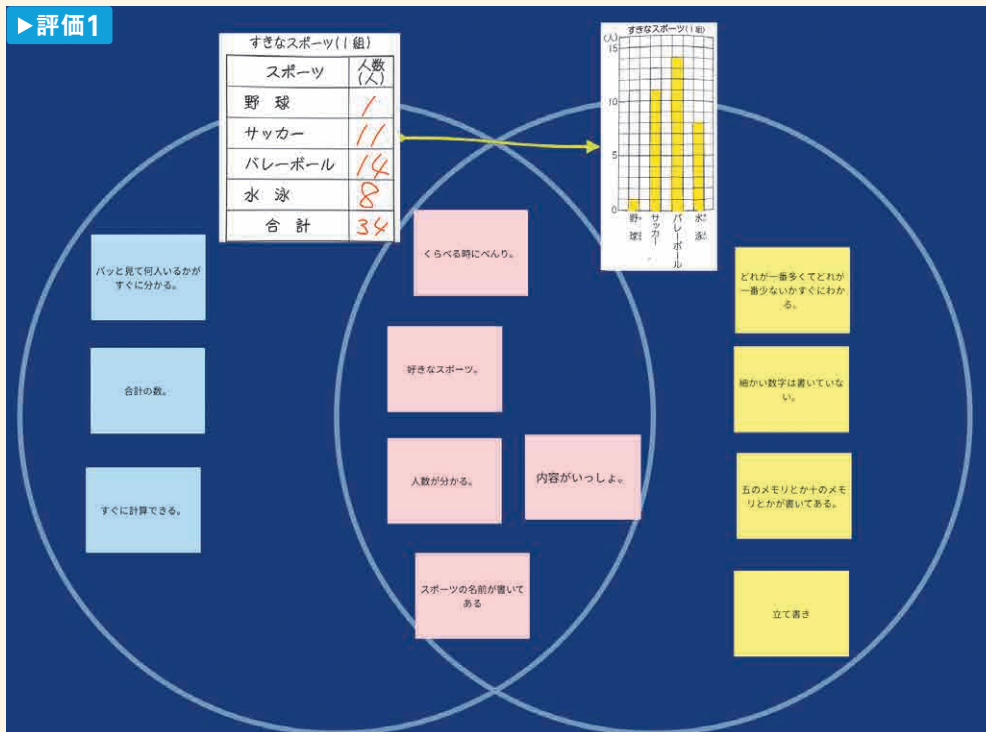 ▶評価1
すきなスポーツ(1組)
スポーツ 人数(人)
野球 1
サッカー 11
バレーボール 14
水泳 8
合計 34
すきなスポーツ(1組)
(人)
15
10
5
0
野球
サッカー
バレーボール
水泳
パッと見て何人いるかが
すぐに分かる。
合計の数。
すぐに計算できる。
くらべる時にべんり。
好きなスポーツ。
人数が分かる。
内容がいっしょ。
スポーツの名前が書いて
ある
どれが一番多くてどれが
一番少ないかすぐにわか
る。
細かい数字は書いていな
い。
五のメモリとか十のメモ
リとかが書いてある。
立て書き